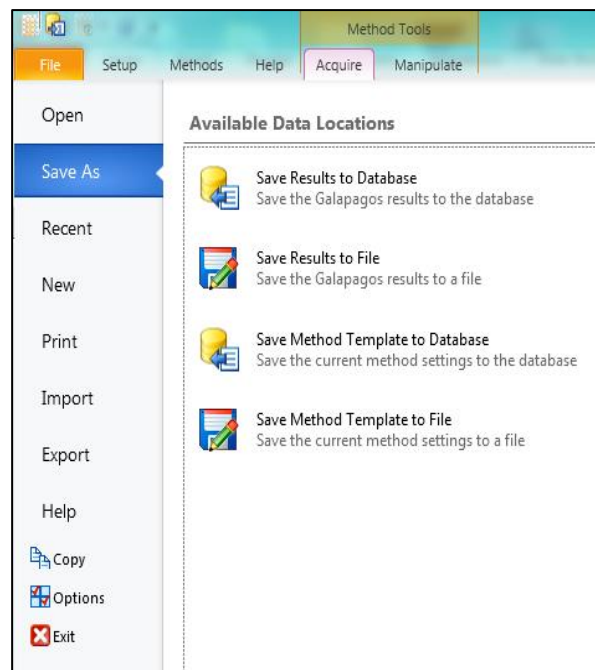 Method Tools
File Setup Methods Help Acquire Manipulate
Open
Save As
Recent
New
Print
Import
Export
Help
Copy
Options
Exit
Available Data Locations
Save Results to Database
Save the Galapagos results to the database
Save Results to File
Save the Galapagos results to a file
Save Method Template to Database
Save the current method settings to the database
Save Method Template to File
Save the current method settings to a file